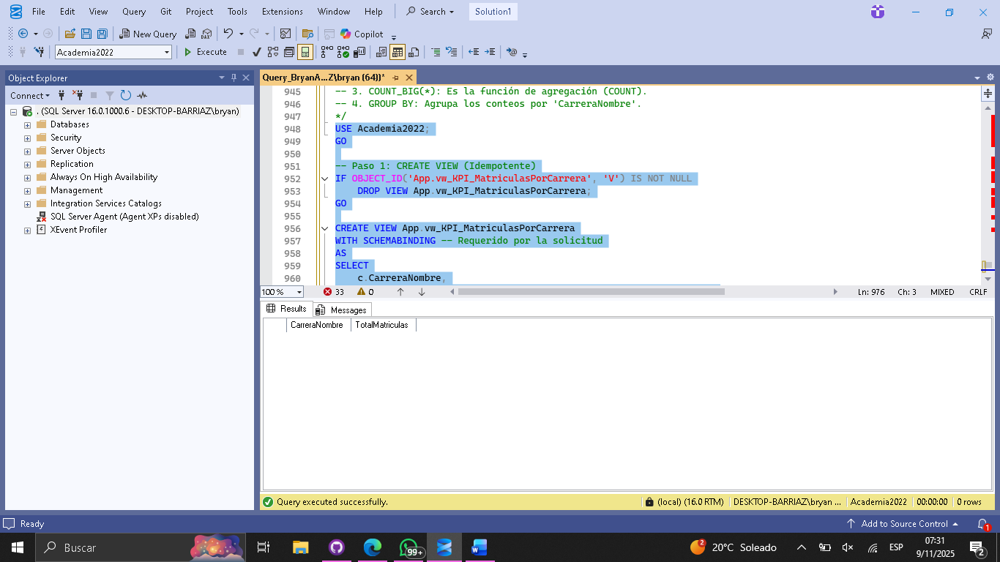 File Edit View Query Git Project Tools Extensions Window Help Search Solution1
New Query Copilot
Academia2022 Execute
Object Explorer
Connect
. (SQL Server 16.0.1000.6 - DESKTOP-BARRIAZ\bryan)
Databases
Security
Server Objects
Replication
Always On High Availability
Management
Integration Services Catalogs
SQL Server Agent (Agent XPs disabled)
XEvent Profiler
Query_BryanA...Z\bryan (64))*
945 -- 3. COUNT_BIG(*): Es la función de agregación (COUNT).
946 -- 4. GROUP BY: Agrupa los conteos por 'CarreraNombre'.
947 */
948 USE Academia2022;
949 GO
950
951 -- Paso 1: CREATE VIEW (Idempotente)
952 IF OBJECT_ID('App.vw_KPI_MatriculasPorCarrera', 'V') IS NOT NULL
953 DROP VIEW App.vw_KPI_MatriculasPorCarrera;
954 GO
955
956 CREATE VIEW App.vw_KPI_MatriculasPorCarrera
957 WITH SCHEMABINDING -- Requerido por la solicitud
958 AS
959 SELECT
960 c.CarreraNombre,
100 % 33 0 Ln: 976 Ch: 3 MIXED CRLF
Results Messages
CarreraNombre TotalMatriculas
Query executed successfully. (local) (16.0 RTM) DESKTOP-BARRIAZ\bryan ... Academia2022 00:00:00 0 rows
Ready Add to Source Control 1
Buscar 99+ 2 20°C Soleado ESP 07:31
9/11/2025 2